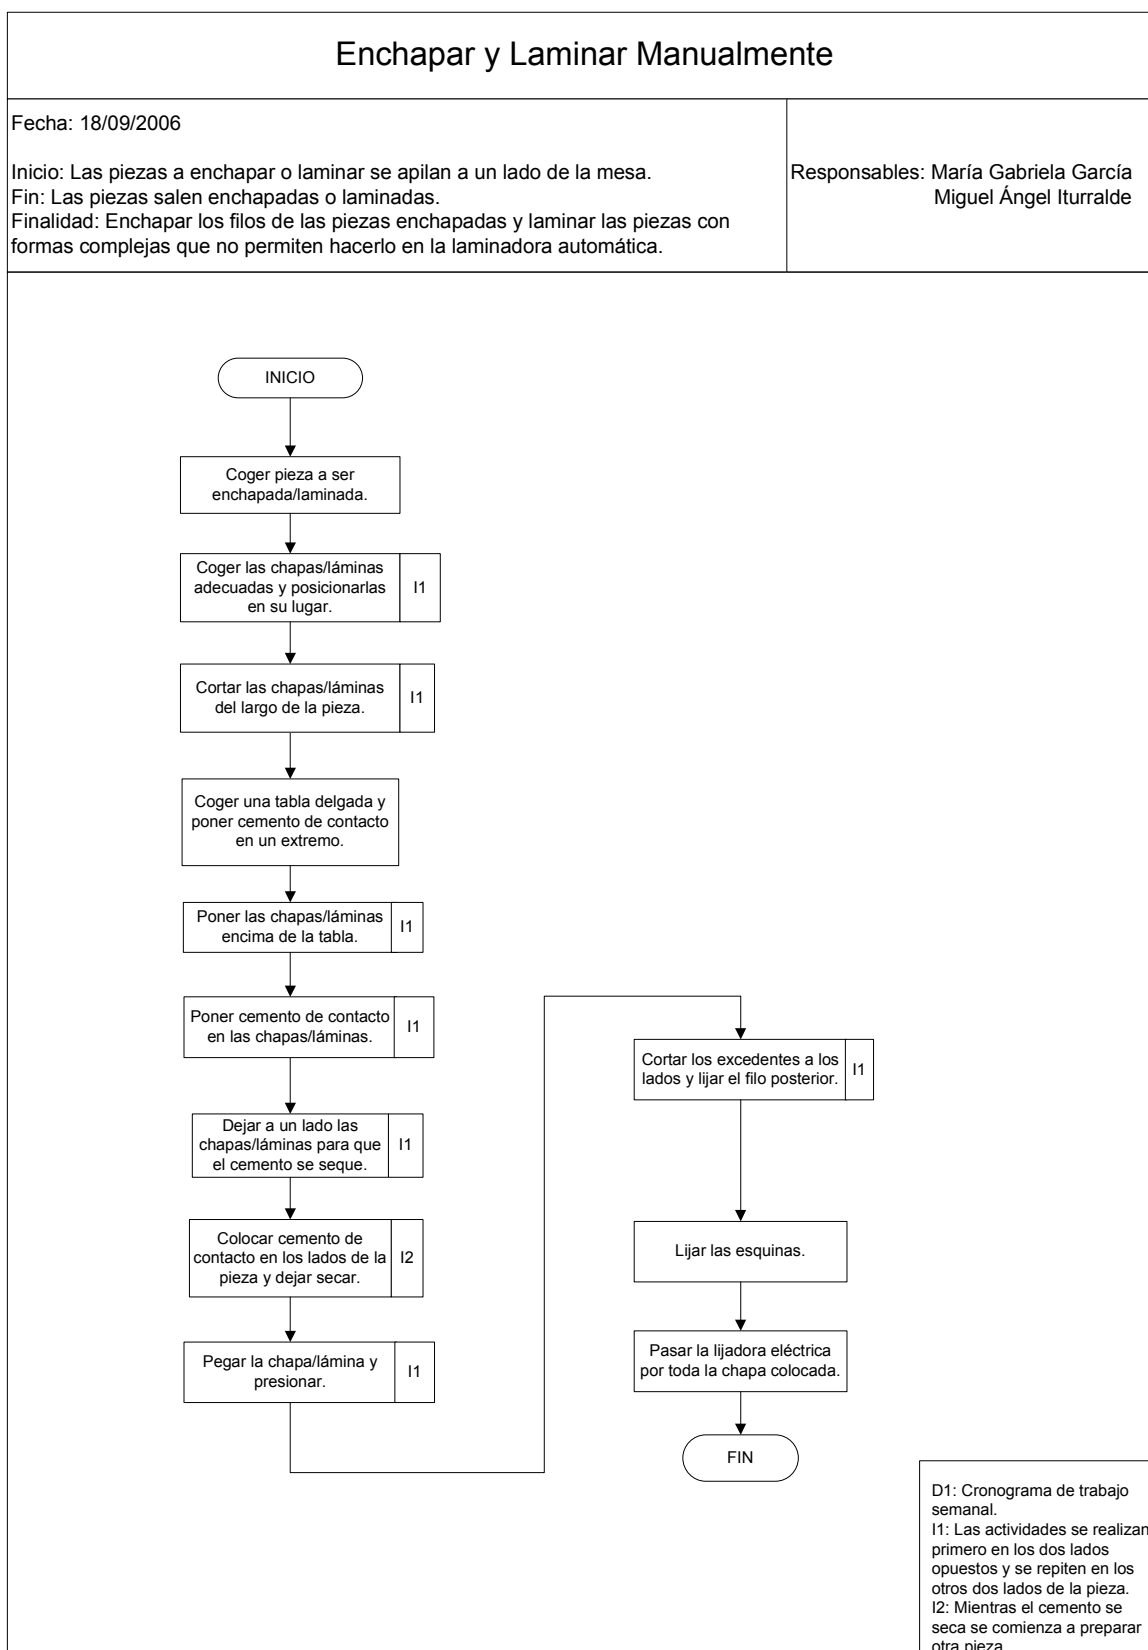 Enchapar y Laminar Manualmente
Fecha: 18/09/2006
Inicio: Las piezas a enchapar o laminar se apilan a un lado de la mesa.
Fin: Las piezas salen enchapadas o laminadas.
Finalidad: Enchapar los filos de las piezas enchapadas y laminar las piezas con
formas complejas que no permiten hacerlo en la laminadora automática.
Responsables: María Gabriela García
Miguel Ángel Iturralde
INICIO
Coger pieza a ser
enchapada/laminada.
Coger las chapas/láminas
adecuadas y posicionarlas
en su lugar.
I1
Cortar las chapas/láminas
del largo de la pieza.
I1
Coger una tabla delgada y
poner cemento de contacto
en un extremo.
Poner las chapas/láminas
encima de la tabla.
I1
Poner cemento de contacto
en las chapas/láminas.
I1
Dejar a un lado las
chapas/láminas para que
el cemento se seque.
I1
Colocar cemento de
contacto en los lados de la
pieza y dejar secar.
I2
Pegar la chapa/lámina y
presionar.
I1
Cortar los excedentes a los
lados y lijar el filo posterior.
I1
Lijar las esquinas.
Pasar la lijadora eléctrica
por toda la chapa colocada.
FIN
D1: Cronograma de trabajo
semanal.
I1: Las actividades se realizan
primero en los dos lados
opuestos y se repiten en los
otros dos lados de la pieza.
I2: Mientras el cemento se
seca se comienza a preparar
otra pieza